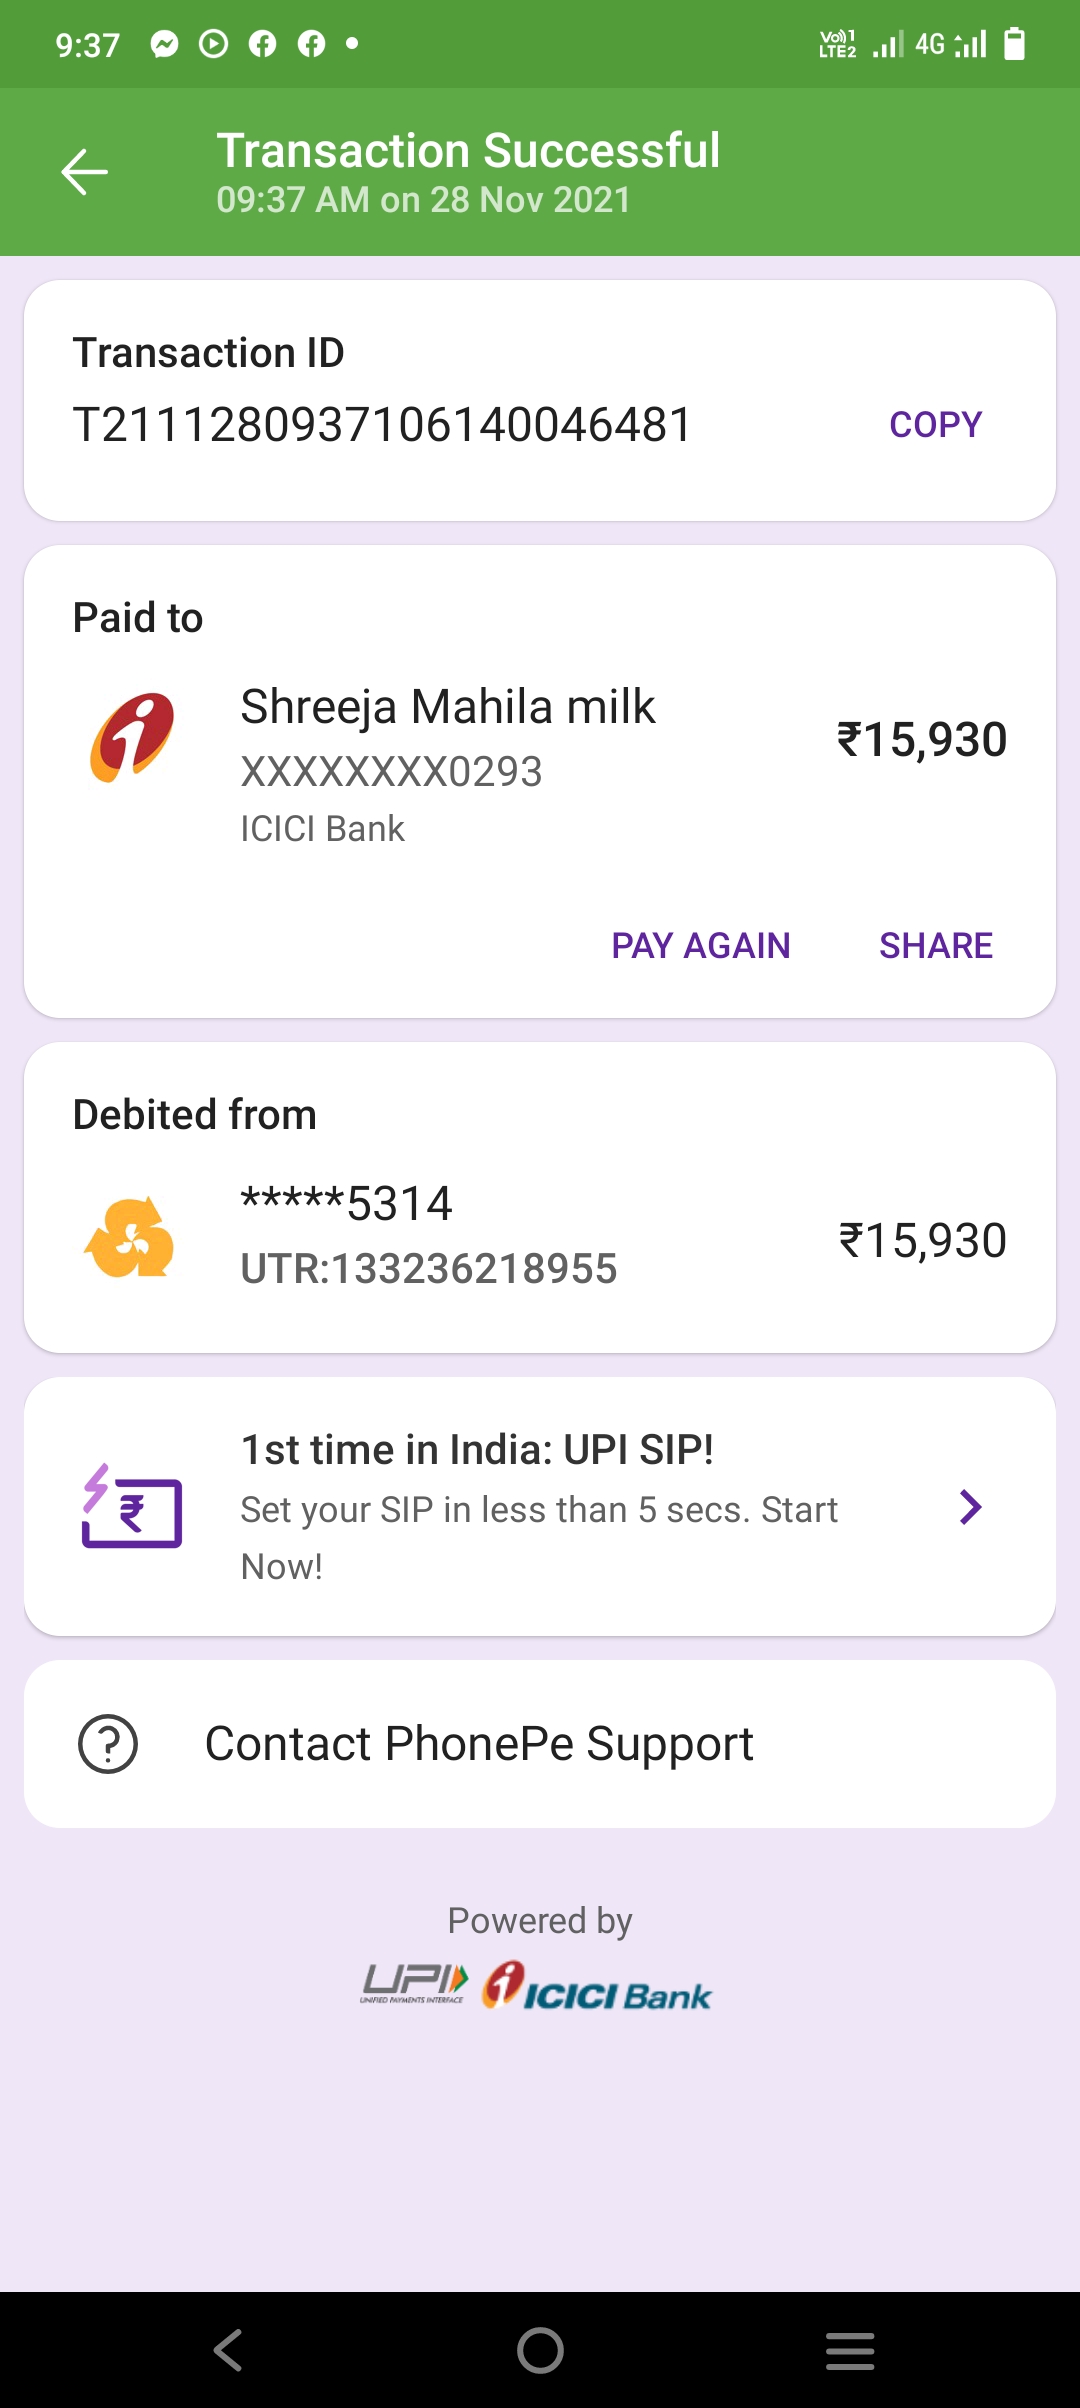 9:37
Vo))1 LTE2 4G
Transaction Successful
09:37 AM on 28 Nov 2021
Transaction ID
T2111280937106140046481 COPY
Paid to
Shreeja Mahila milk
₹15,930
XXXXXXXX0293
ICICI Bank
PAY AGAIN SHARE
Debited from
*****5314
₹15,930
UTR:133236218955
1st time in India: UPI SIP!
Set your SIP in less than 5 secs. Start
Now!
Contact PhonePe Support
Powered by
UPI ICICI Bank
UNIFIED PAYMENTS INTERFACE